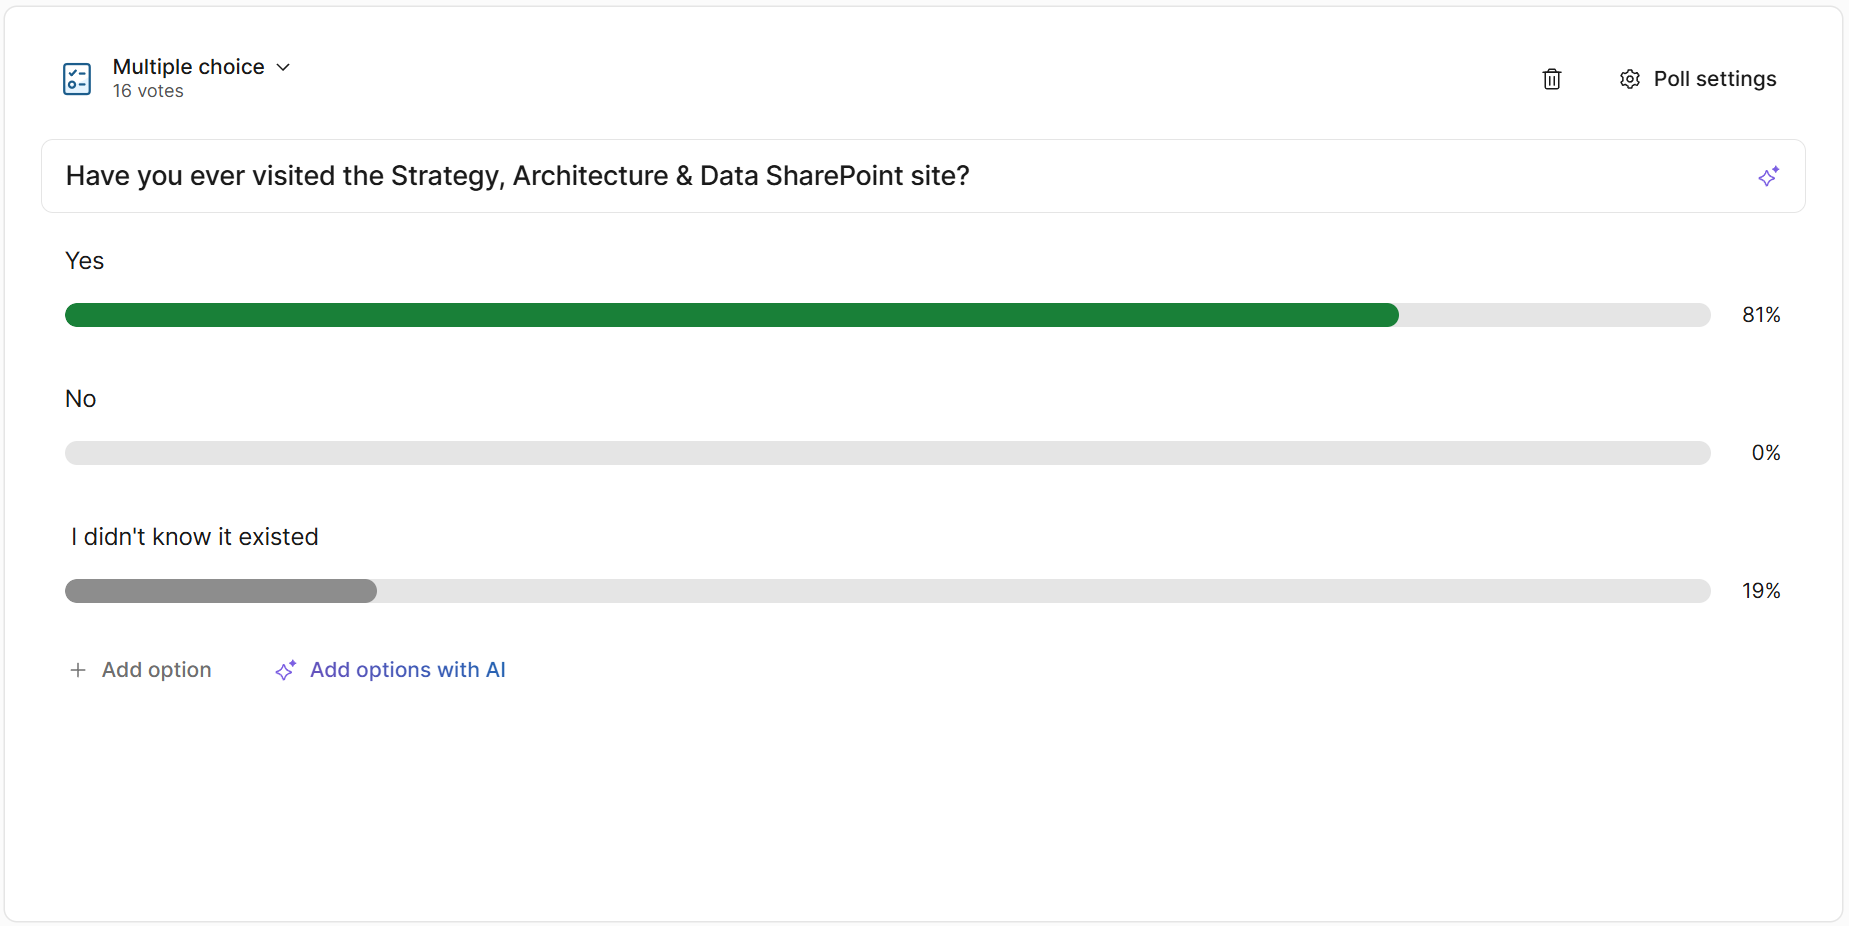 Multiple choice
16 votes
Poll settings
Have you ever visited the Strategy, Architecture & Data SharePoint site?
Yes
81%
No
0%
I didn't know it existed
19%
Add option
Add options with AI